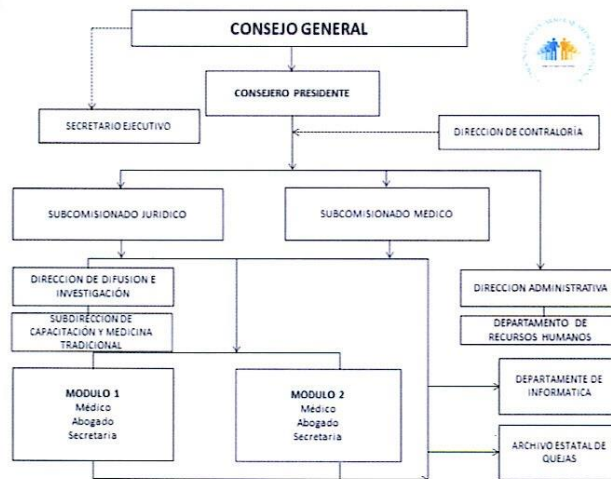 CONSEJO GENERAL
CONSEJERO PRESIDENTE
SECRETARIO EJECUTIVO
DIRECCION DE CONTRALORÍA
SUBCOMISIONADO JURIDICO
SUBCOMISIONADO MEDICO
DIRECCION DE DIFUSION E
INVESTIGACIÓN
SUBDIRECCION DE
CAPACITACIÓN Y MEDICINA
TRADICIONAL
DIRECCION ADMINISTRATIVA
DEPARTAMENTO DE
RECURSOS HUMANOS
MODULO 1
Médico
Abogado
Secretaria
MODULO 2
Médico
Abogado
Secretaria
DEPARTAMENTE DE
INFORMATICA
ARCHIVO ESTATAL DE
QUEJAS